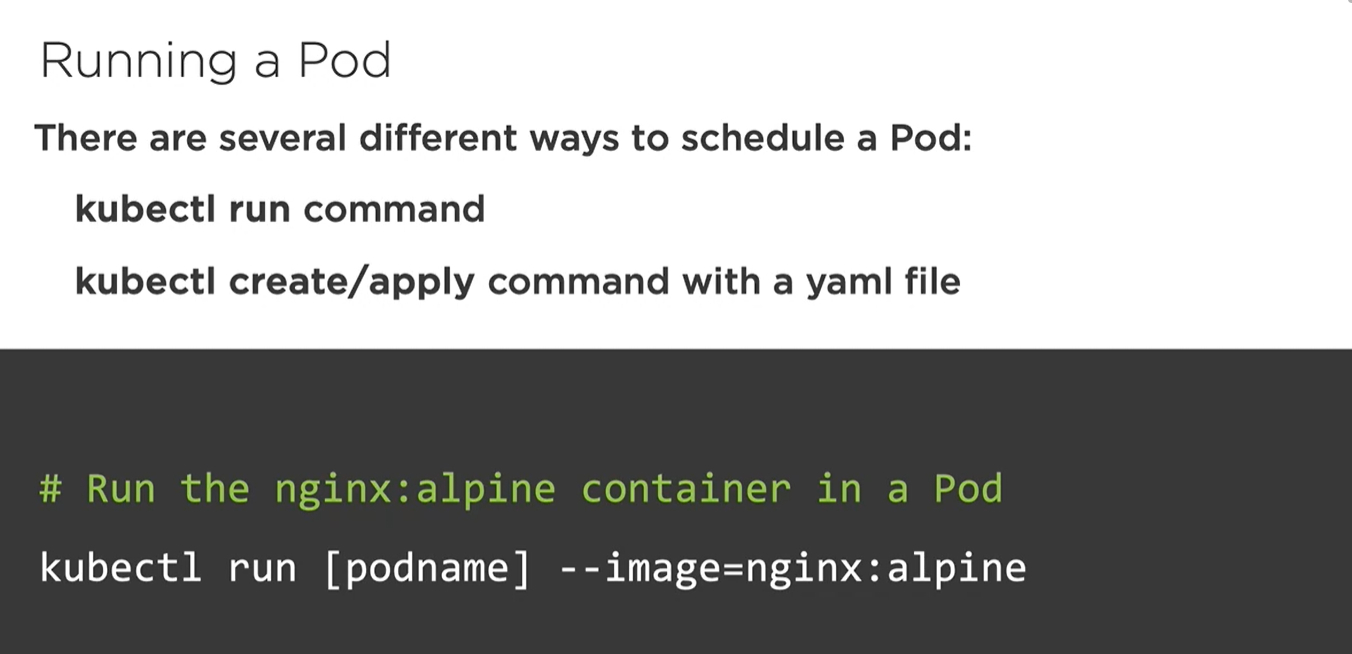 Running a Pod
There are several different ways to schedule a Pod:
kubectl run command
kubectl create/apply command with a yaml file
# Run the nginx:alpine container in a Pod
kubectl run [podname] --image=nginx:alpine